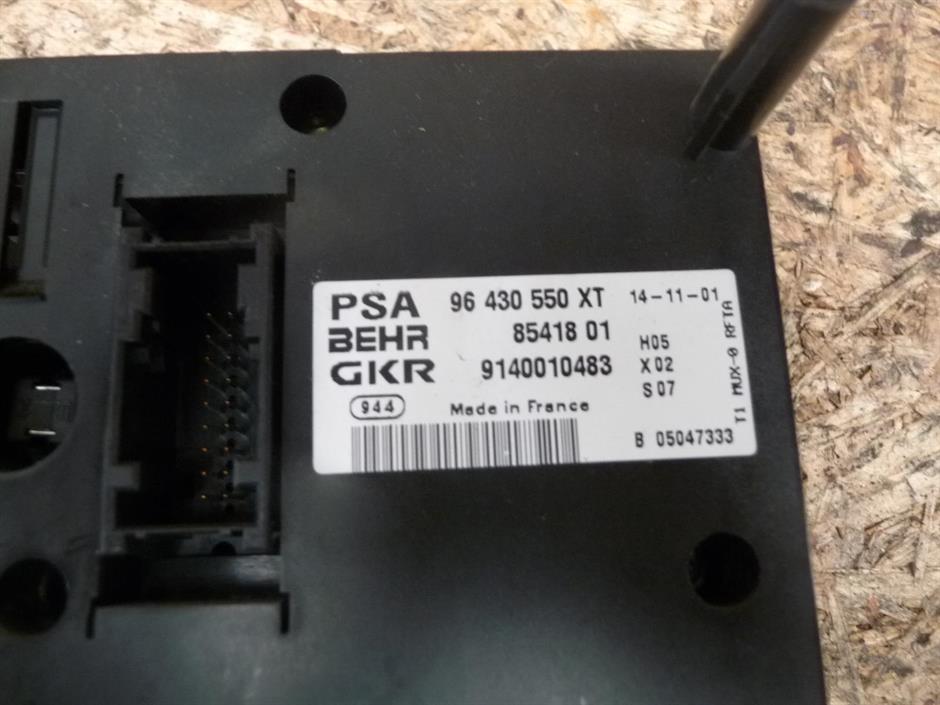 PSA 96 430 550 XT 14-11-01
BEHR 85418 01 H05
GKR 9140010483 X02
S07
944 Made in France
B 05047333
T1 MUX-0 RFTA